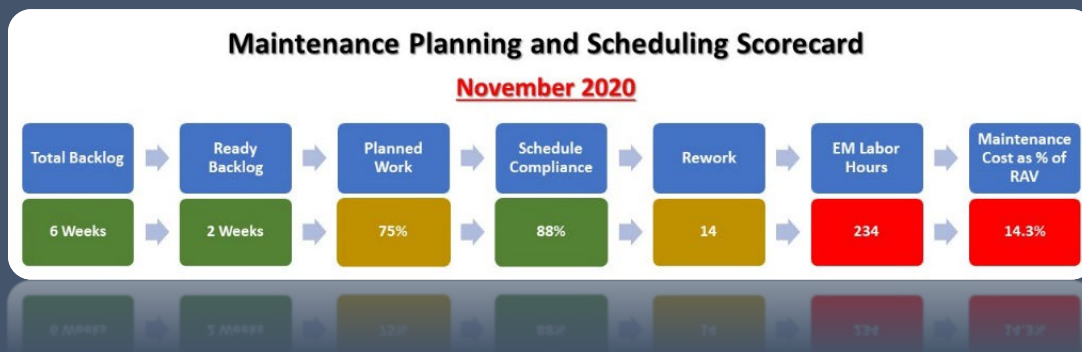 Maintenance Planning and Scheduling Scorecard
November 2020
Total Backlog
Ready
Backlog
Planned
Work
Schedule
Compliance
Rework
EM Labor
Hours
Maintenance
Cost as % of
RAV
6 Weeks
2 Weeks
75%
88%
14
234
14.3%